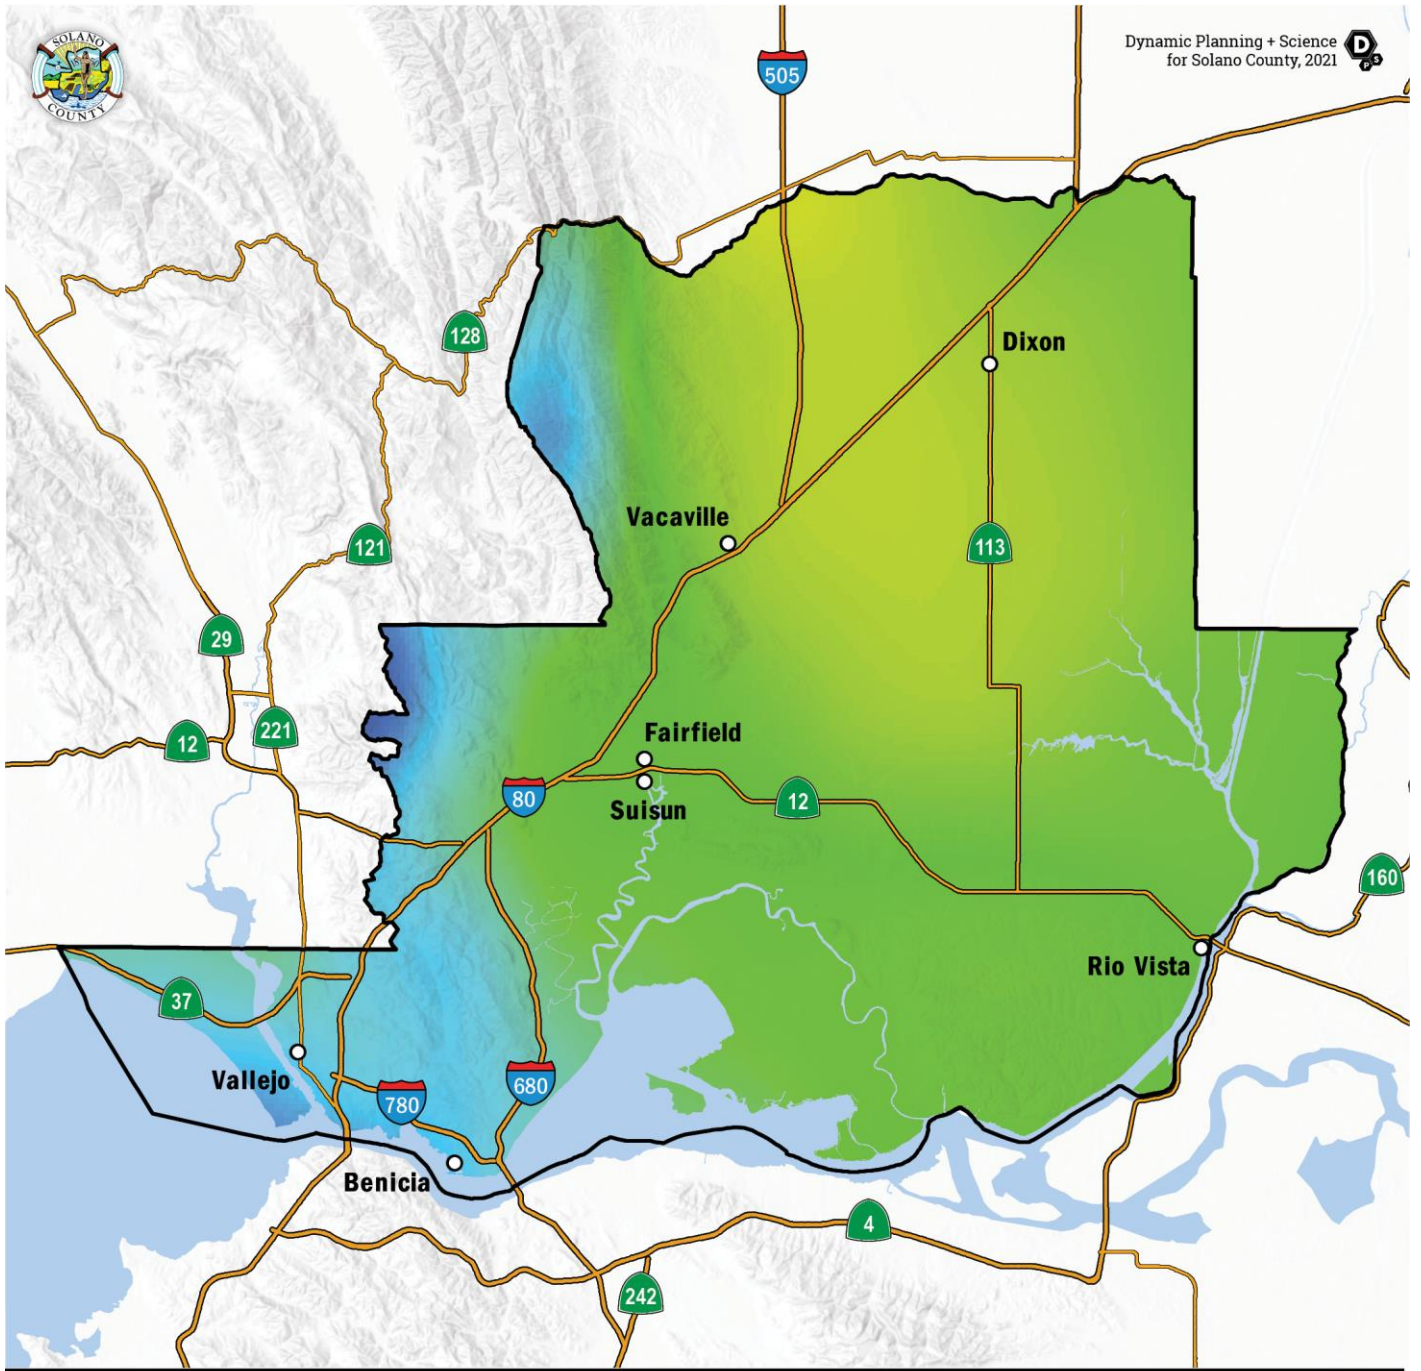 SOLANO
COUNTY
Dynamic Planning + Science
for Solano County, 2021
D
P S
505
128
Dixon
Vacaville
121
113
29
221
12
Fairfield
80
12
Suisun
160
Rio Vista
37
Vallejo
680
780
Benicia
4
242